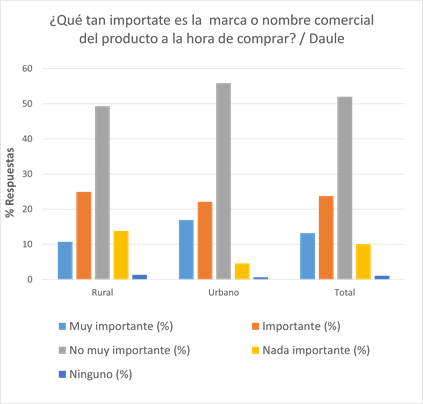 ¿Qué tan importate es la marca o nombre comercial
del producto a la hora de comprar? / Daule
% Respuestas
60
50
40
30
20
10
0
Rural
Urbano
Total
Muy importante (%)
Importante (%)
No muy importante (%)
Nada importante (%)
Ninguno (%)